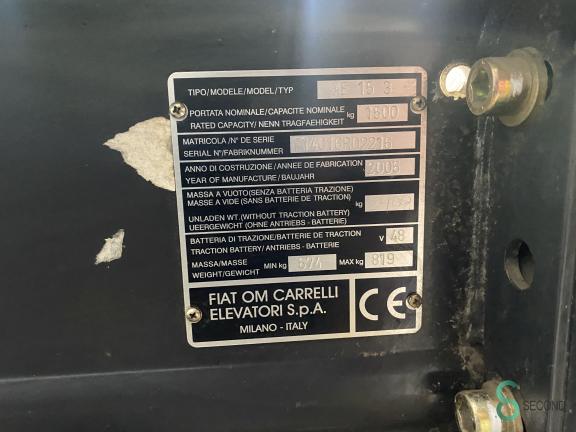 TIPO/MODELE/MODEL/TYP XE 15 3
PORTATA NOMINALE/CAPACITE NOMINALE
RATED CAPACITY/NENN TRAGFAEHIGKEIT kg 1500
MATRICOLA/N° DE SERIE
SERIAL N°/FABRIKNUMMER
ANNO DI COSTRUZIONE/ANNEE DE FABRICATION
YEAR OF MANUFACTURE/BAUJAHR
MASSA A VUOTO(SENZA BATTERIA TRAZIONE)
MASSE A VIDE (SANS BATTERIE DE TRACTION) kg
UNLADEN WT.(WITHOUT TRACTION BATTERY)
UEERGEWICHT (OHNE ANTRIEBS - BATTERIE)
BATTERIA DI TRAZIONE/BATTERIE DE TRACTION
TRACTION BATTERY/ANTRIEBS - BATTERIE V 48
MASSA/MASSE
WEIGHT/GEWICHT MIN kg 674 MAX kg 819
FIAT OM CARRELLI
ELEVATORI S.p.A.
MILANO - ITALY
CE
SECOND